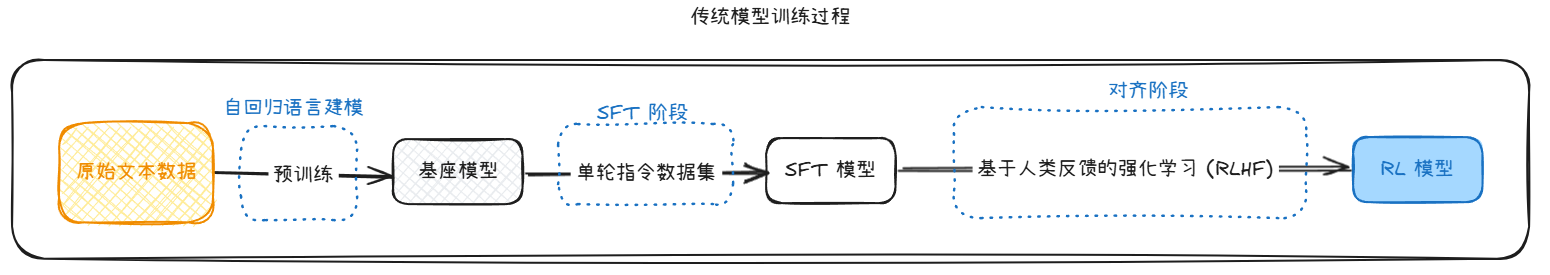 传统模型训练过程
自回归语言建模
SFT 阶段
对齐阶段
原始文本数据
预训练
基座模型
单轮指令数据集
SFT 模型
基于人类反馈的强化学习 (RLHF)
RL 模型